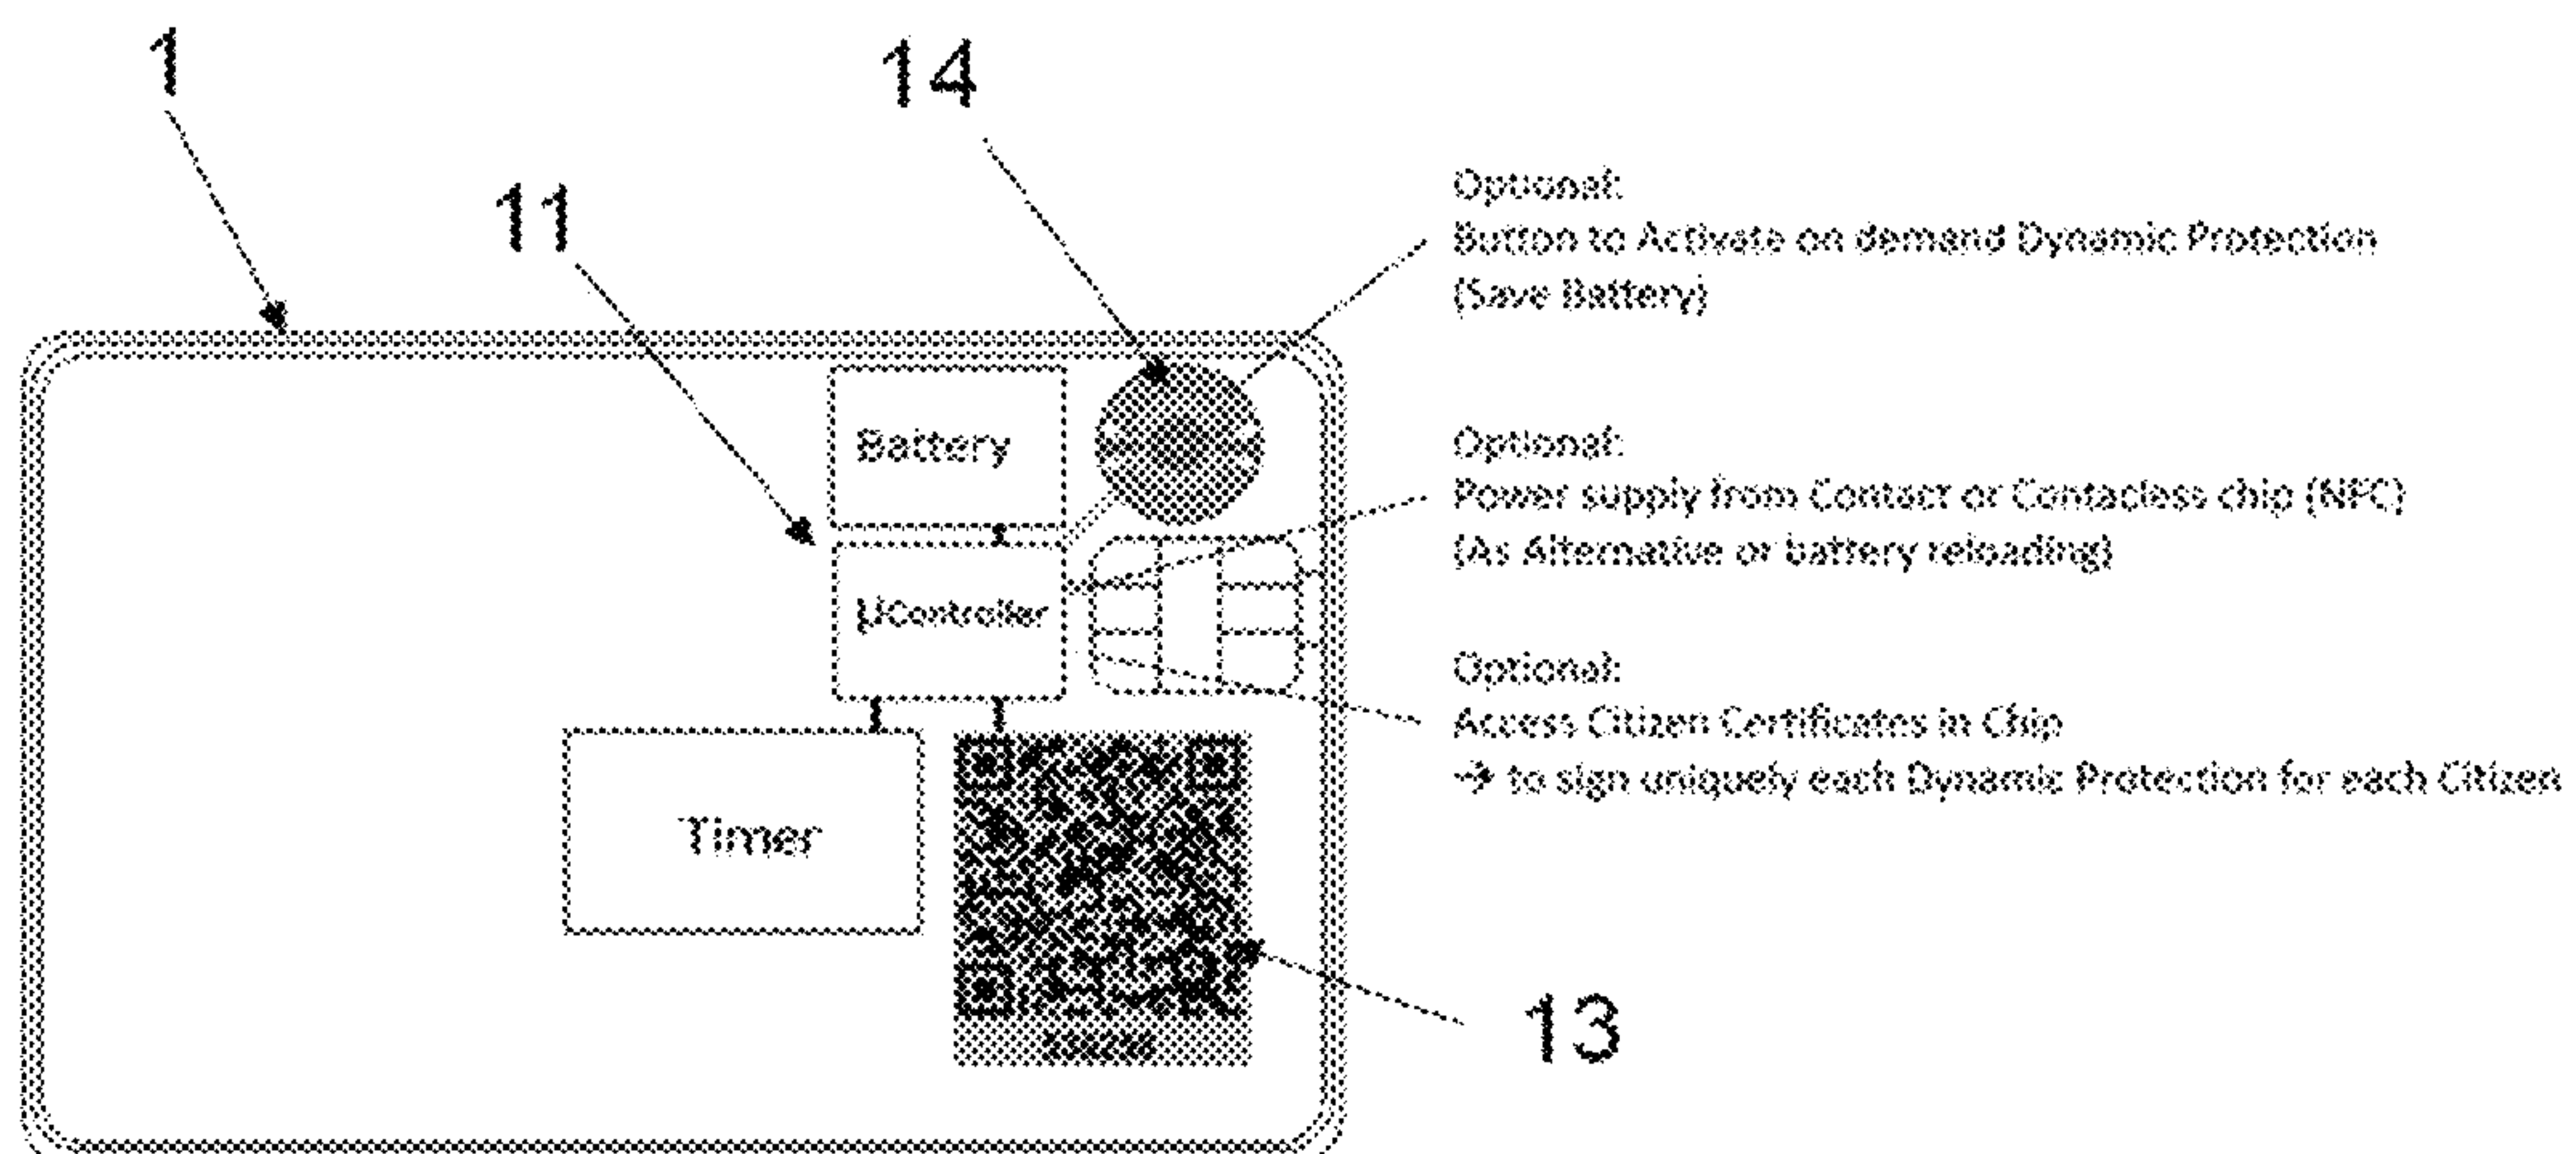 1
14
11
Optional:
Button to Activate on demand Dynamic Protection
(Save Battery)
Battery
Optional:
Power supply from Contact or Contacless chip (NFC)
(As Alternative or battery reloading)
µController
Optional:
Access Citizen Certificates in Chip
→ to sign uniquely each Dynamic Protection for each Citizen
Timer
13